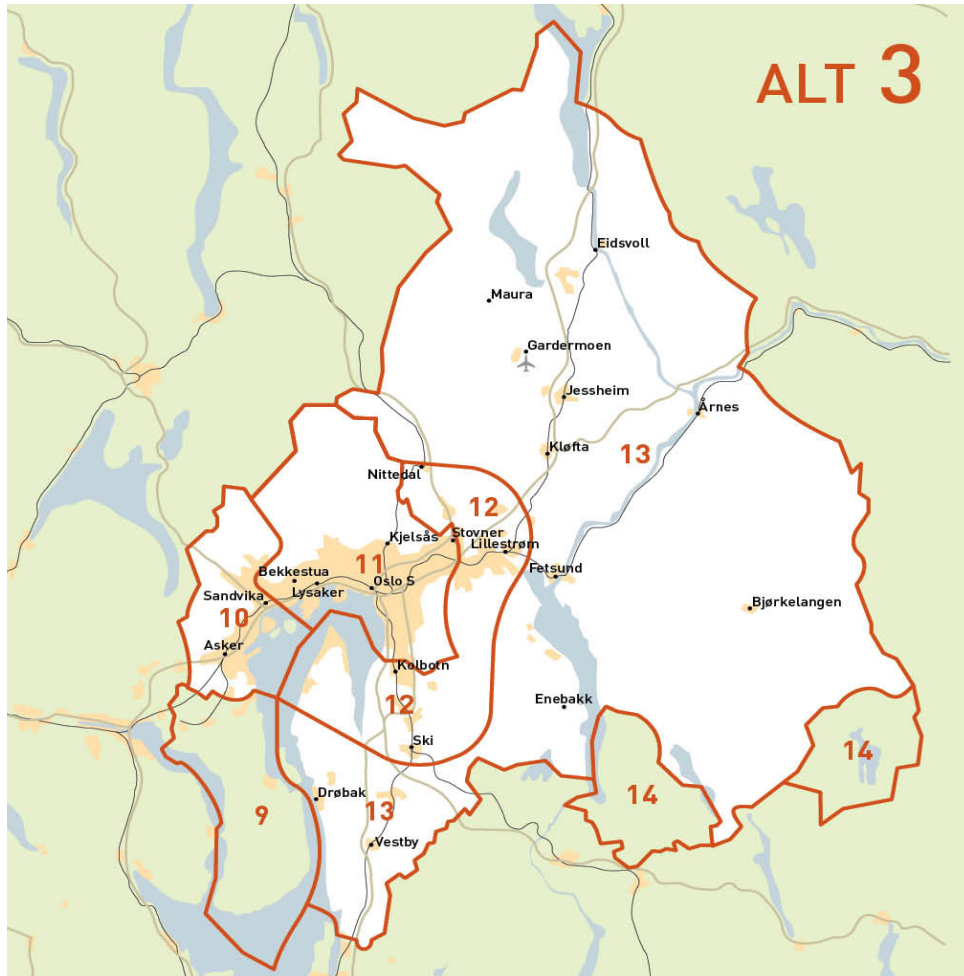 ALT 3
Eidsvoll
Maura
Gardermoen
Jessheim
Årnes
Kløfta
13
Nittedal
12
Stovner
Kjelsås
Lillestrøm
11
Bekkestua
Lysaker
Oslo S
Fetsund
Sandvika
10
Bjørkelangen
Asker
Kolbotn
12
Enebakk
Ski
14
Drøbak
13
9
14
Vestby